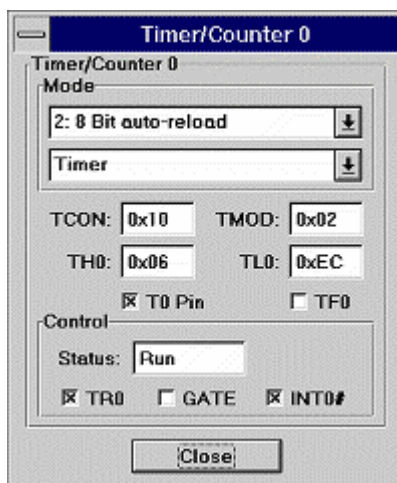 Timer/Counter 0
Timer/Counter 0
Mode
2: 8 Bit auto-reload
Timer
TCON: 0x10 TMOD: 0x02
TH0: 0x06 TL0: 0xEC
T0 Pin TF0
Control
Status: Run
TR0 GATE INT0#
Close